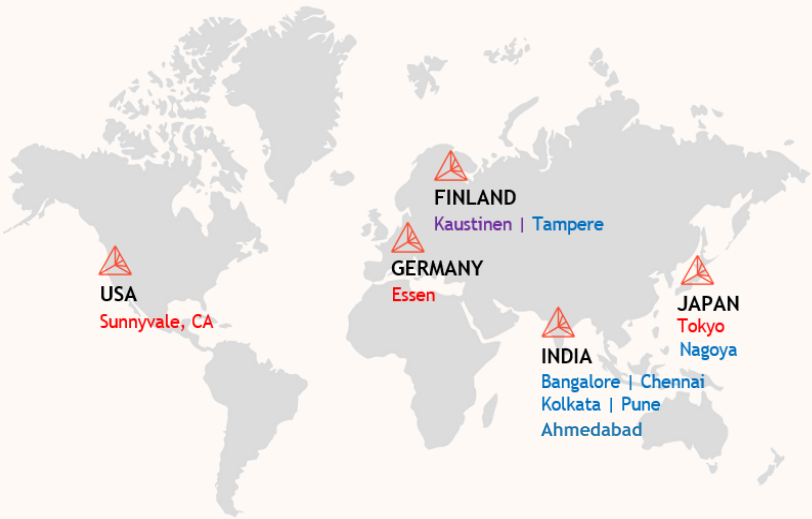 FINLAND
Kaustinen | Tampere
GERMANY
Essen
USA
Sunnyvale, CA
JAPAN
Tokyo
Nagoya
INDIA
Bangalore | Chennai
Kolkata | Pune
Ahmedabad